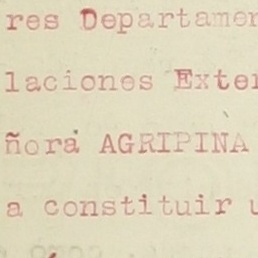 res Departamen
laciones Exter
ñora AGRIPINA
a constituir u